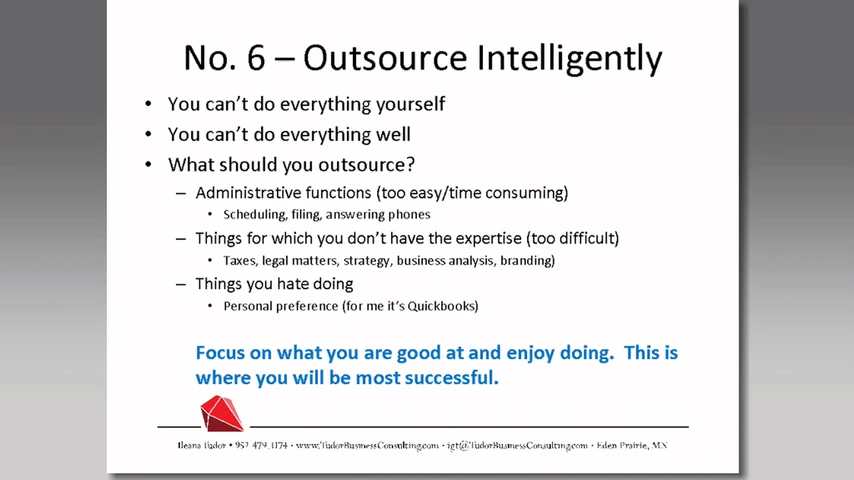 No. 6 – Outsource Intelligently
• You can't do everything yourself
• You can't do everything well
• What should you outsource?
– Administrative functions (too easy/time consuming)
• Scheduling, filing, answering phones
– Things for which you don't have the expertise (too difficult)
• Taxes, legal matters, strategy, business analysis, branding)
– Things you hate doing
• Personal preference (for me it's Quickbooks)
Focus on what you are good at and enjoy doing. This is
where you will be most successful.
Ileana Tudor • 952 479 1174 • www.TudorBusinessConsulting.com • igt@TudorBusinessConsulting.com • Eden Prairie, MN